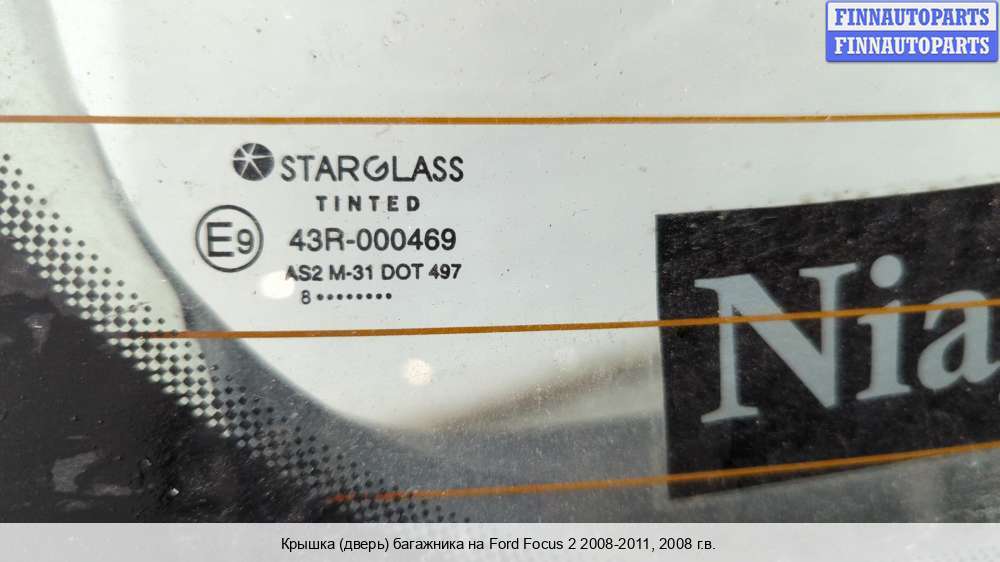 FINNAUTOPARTS
FINNAUTOPARTS
STARGLASS
TINTED
E9 43R-000469
AS2 M-31 DOT 497
8 •••••••••
Nia
Крышка (дверь) багажника на Ford Focus 2 2008-2011, 2008 г.в.